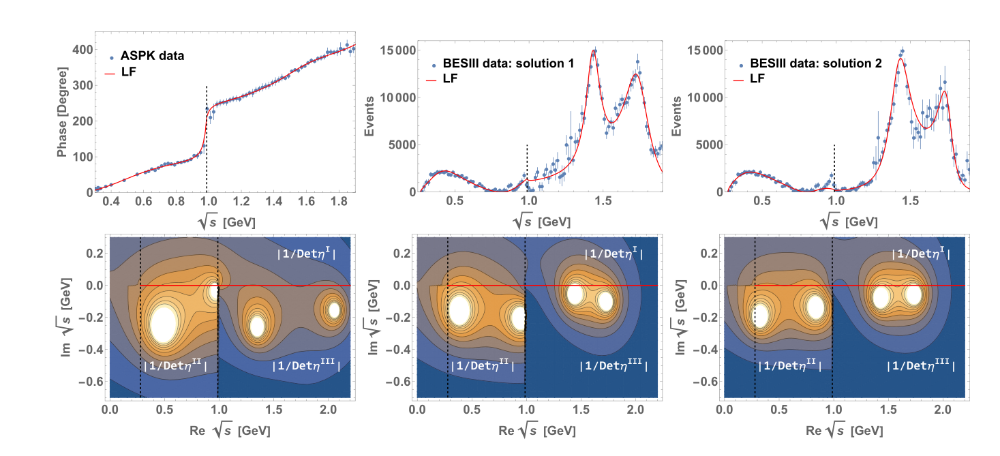 ASPK data
LF
Phase [Degree]
400
300
200
100
0
0.4 0.6 0.8 1.0 1.2 1.4 1.6 1.8
√s [GeV]
BESIII data: solution 1
LF
Events
15000
10000
5000
0
0.5 1.0 1.5
√s [GeV]
BESIII data: solution 2
LF
Events
15000
10000
5000
0
0.5 1.0 1.5
√s [GeV]
|1/Detη^I|
Im √s [GeV]
0.2
0.0
−0.2
−0.4
−0.6
|1/Detη^II| |1/Detη^III|
0.0 0.5 1.0 1.5 2.0
Re √s [GeV]
|1/Detη^I|
Im √s [GeV]
0.2
0.0
−0.2
−0.4
−0.6
|1/Detη^II| |1/Detη^III|
0.0 0.5 1.0 1.5 2.0
Re √s [GeV]
|1/Detη^I|
Im √s [GeV]
0.2
0.0
−0.2
−0.4
−0.6
|1/Detη^II| |1/Detη^III|
0.0 0.5 1.0 1.5 2.0
Re √s [GeV]